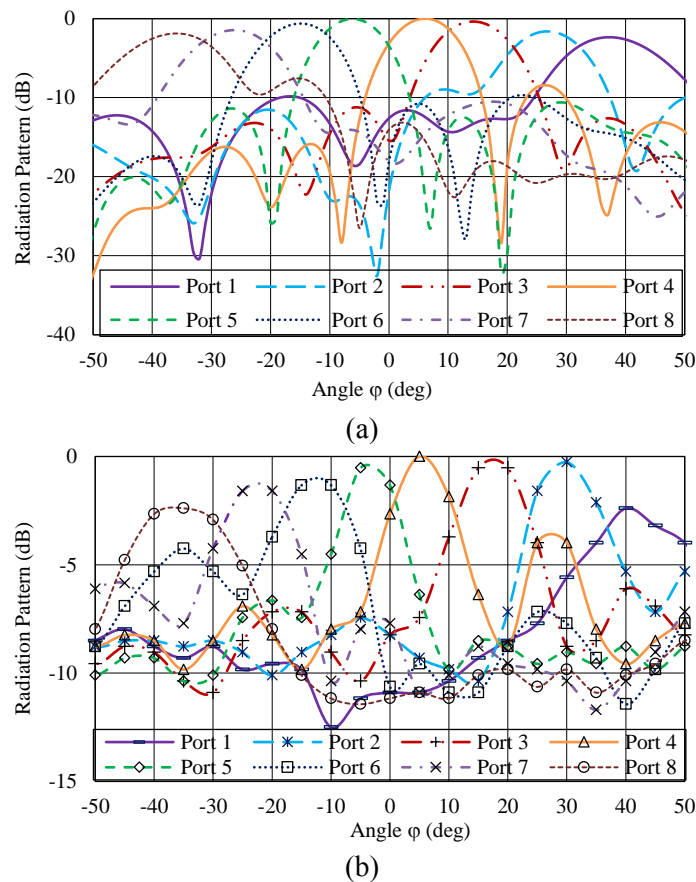 0
-10
-20
-30
-40
Radiation Pattern (dB)
Port 1 Port 2 Port 3 Port 4
Port 5 Port 6 Port 7 Port 8
-50 -40 -30 -20 -10 0 10 20 30 40 50
Angle φ (deg)
(a)
0
-5
-10
-15
Radiation Pattern (dB)
Port 1 Port 2 Port 3 Port 4
Port 5 Port 6 Port 7 Port 8
-50 -40 -30 -20 -10 0 10 20 30 40 50
Angle φ (deg)
(b)